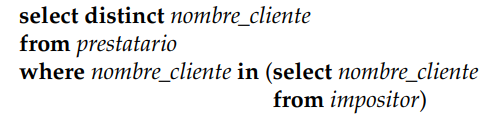 select distinct nombre_cliente
from prestatario
where nombre_cliente in (select nombre_cliente
from impositor)